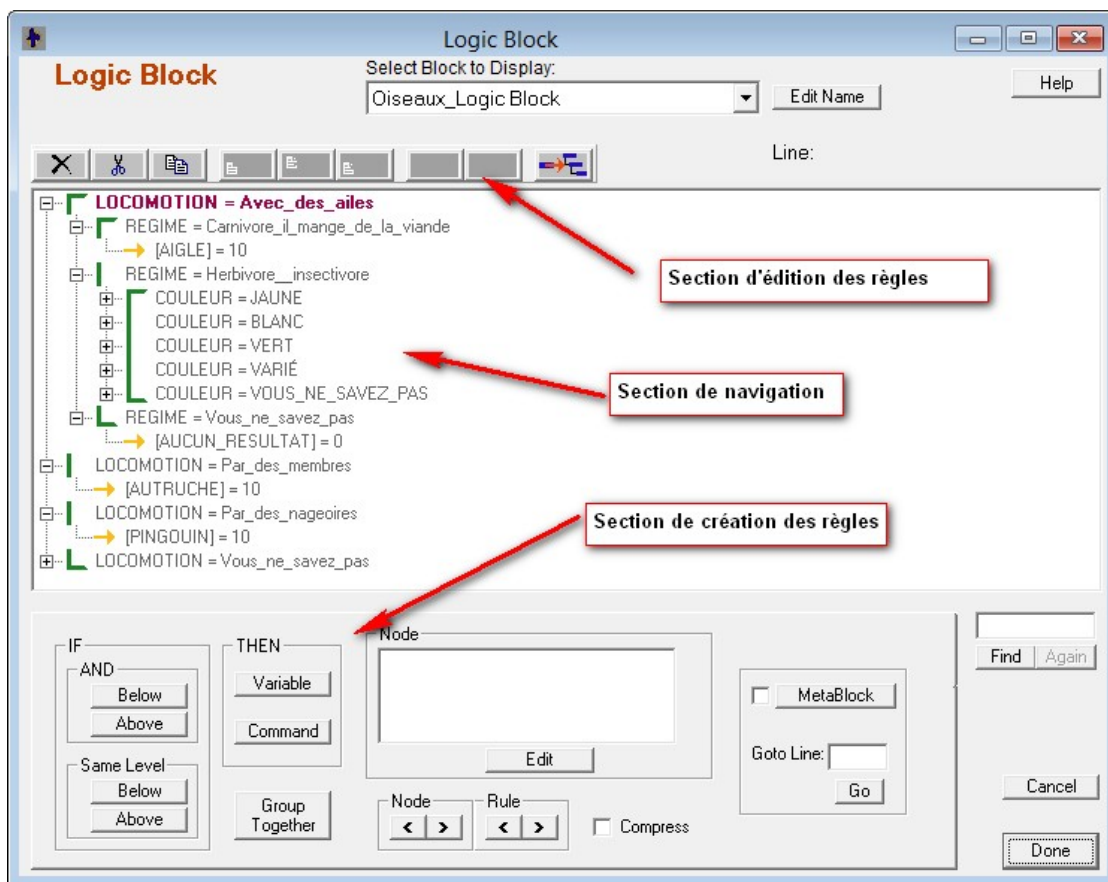 Logic Block
Logic Block
Select Block to Display:
Oiseaux_Logic Block
Edit Name
Help
Line:
LOCOMOTION = Avec_des_ailes
REGIME = Carnivore_il_mange_de_la_viande
[AIGLE] = 10
REGIME = Herbivore__insectivore
COULEUR = JAUNE
COULEUR = BLANC
COULEUR = VERT
COULEUR = VARIÉ
COULEUR = VOUS_NE_SAVEZ_PAS
REGIME = Vous_ne_savez_pas
[AUCUN_RESULTAT] = 0
LOCOMOTION = Par_des_membres
[AUTRUCHE] = 10
LOCOMOTION = Par_des_nageoires
[PINGOUIN] = 10
LOCOMOTION = Vous_ne_savez_pas
Section d'édition des règles
Section de navigation
Section de création des règles
IF
AND
Below
Above
Same Level
Below
Above
THEN
Variable
Command
Group
Together
Node
Edit
Node
< >
Rule
< >
Compress
MetaBlock
Goto Line:
Go
Find
Again
Cancel
Done